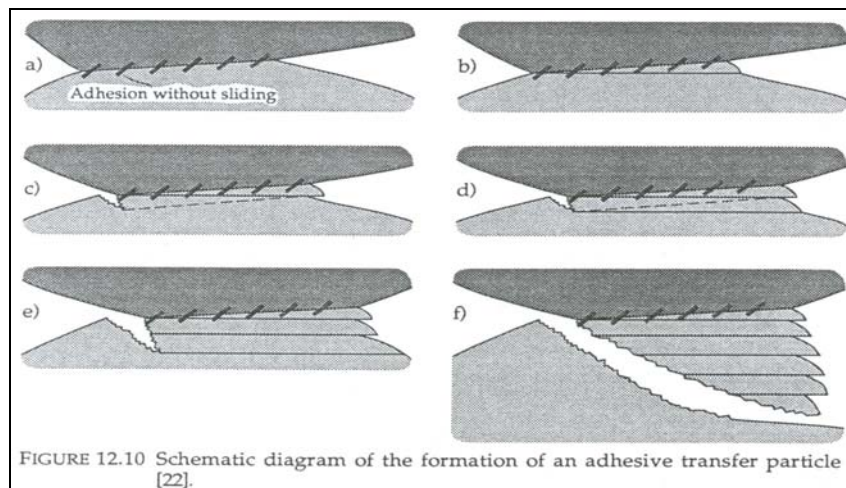 a)
b)
Adhesion without sliding
c)
d)
e)
f)
FIGURE 12.10 Schematic diagram of the formation of an adhesive transfer particle
[22].